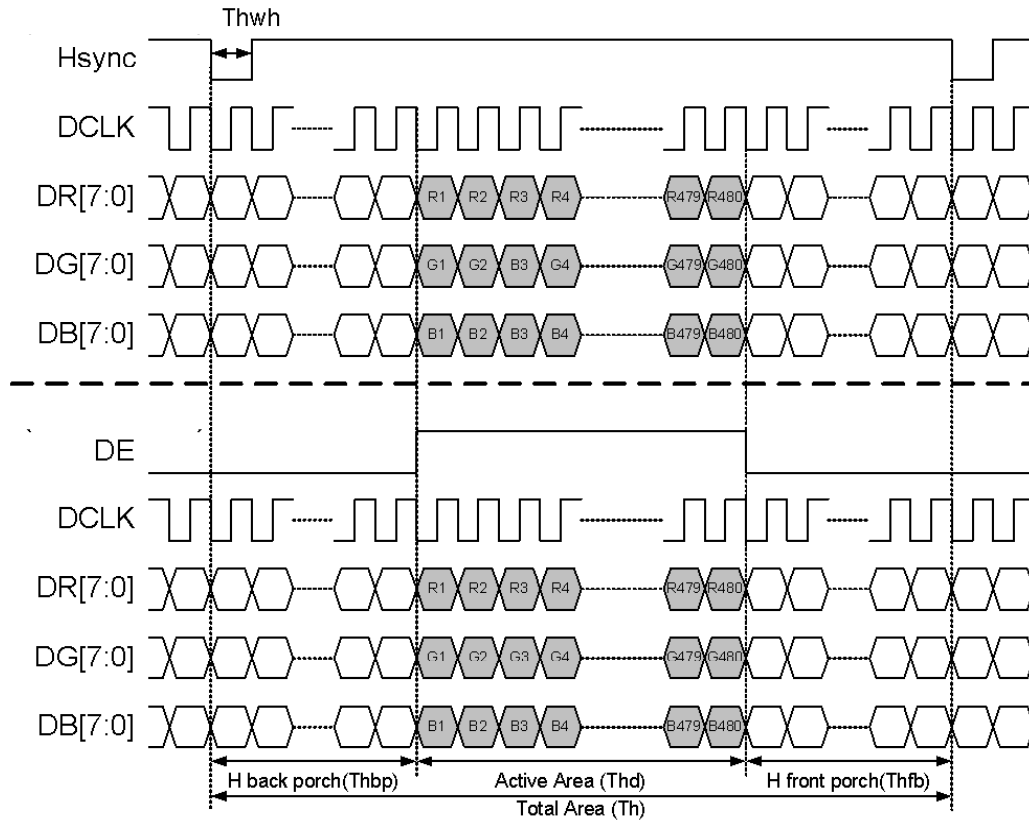 Thwh
Hsync
DCLK
DR[7:0] R1 R2 R3 R4 R479 R480
DG[7:0] G1 G2 B3 G4 G479 G480
DB[7:0] B1 B2 B3 B4 B479 B480
DE
DCLK
DR[7:0] R1 R2 R3 R4 R479 R480
DG[7:0] G1 G2 G3 G4 G479 G480
DB[7:0] B1 B2 B3 B4 B479 B480
H back porch(Thbp) Active Area (Thd) H front porch(Thfb)
Total Area (Th)